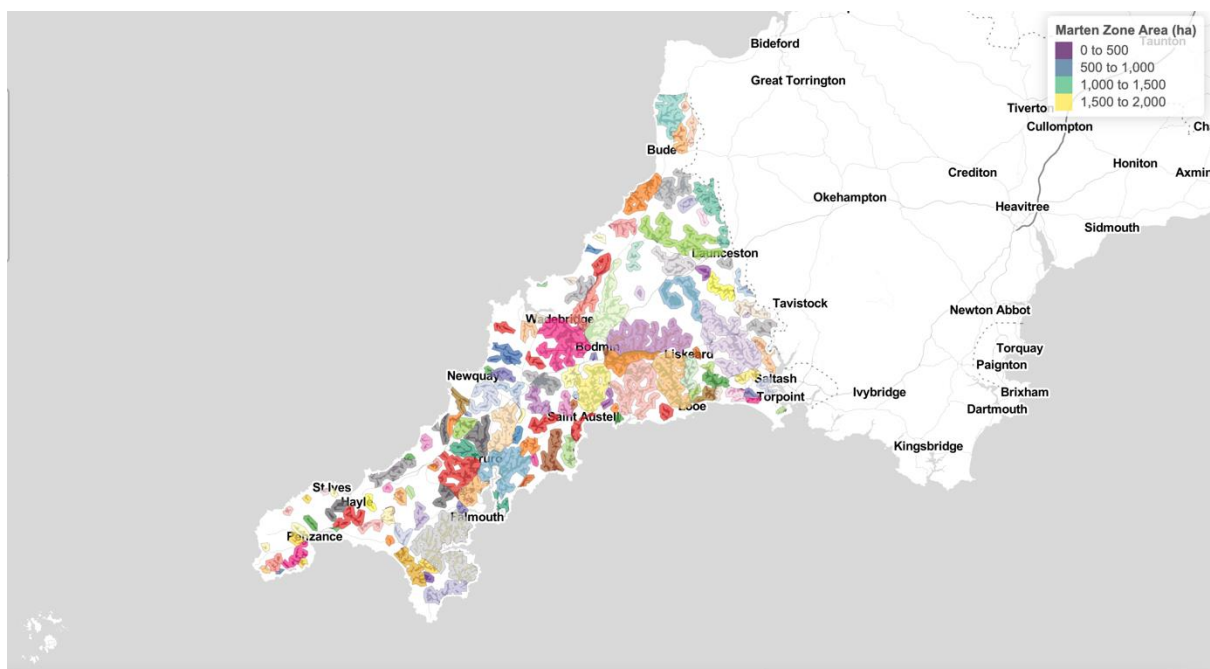 Marten Zone Area (ha)
0 to 500
500 to 1,000
1,000 to 1,500
1,500 to 2,000
Taunton
Bideford
Great Torrington
Tiverton
Cullompton
Bude
Honiton
Crediton
Okehampton
Heavitree
Sidmouth
Launceston
Tavistock
Newton Abbot
Wadebridge
Bodmin
Liskeard
Torquay
Paignton
Newquay
Saltash
Torpoint
Ivybridge
Brixham
Dartmouth
Saint Austell
Looe
Kingsbridge
Truro
St Ives
Hayle
Falmouth
Penzance